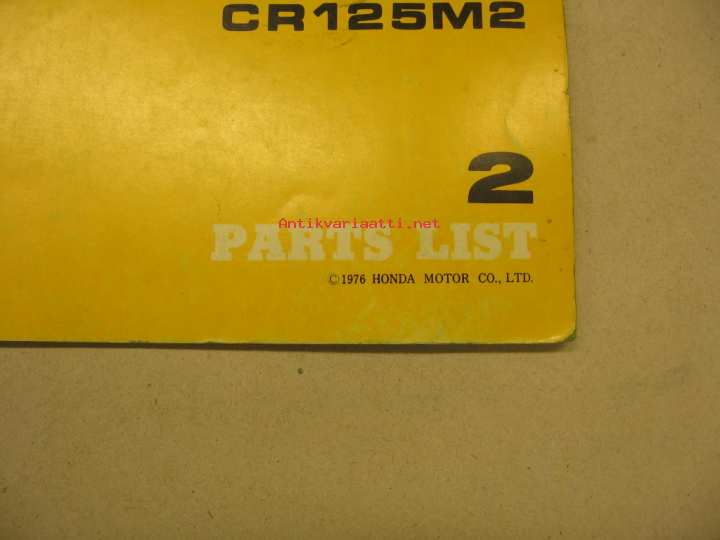 CR125M2
2
Antikvariaatti.net
PARTS LIST
©1976 HONDA MOTOR CO., LTD.